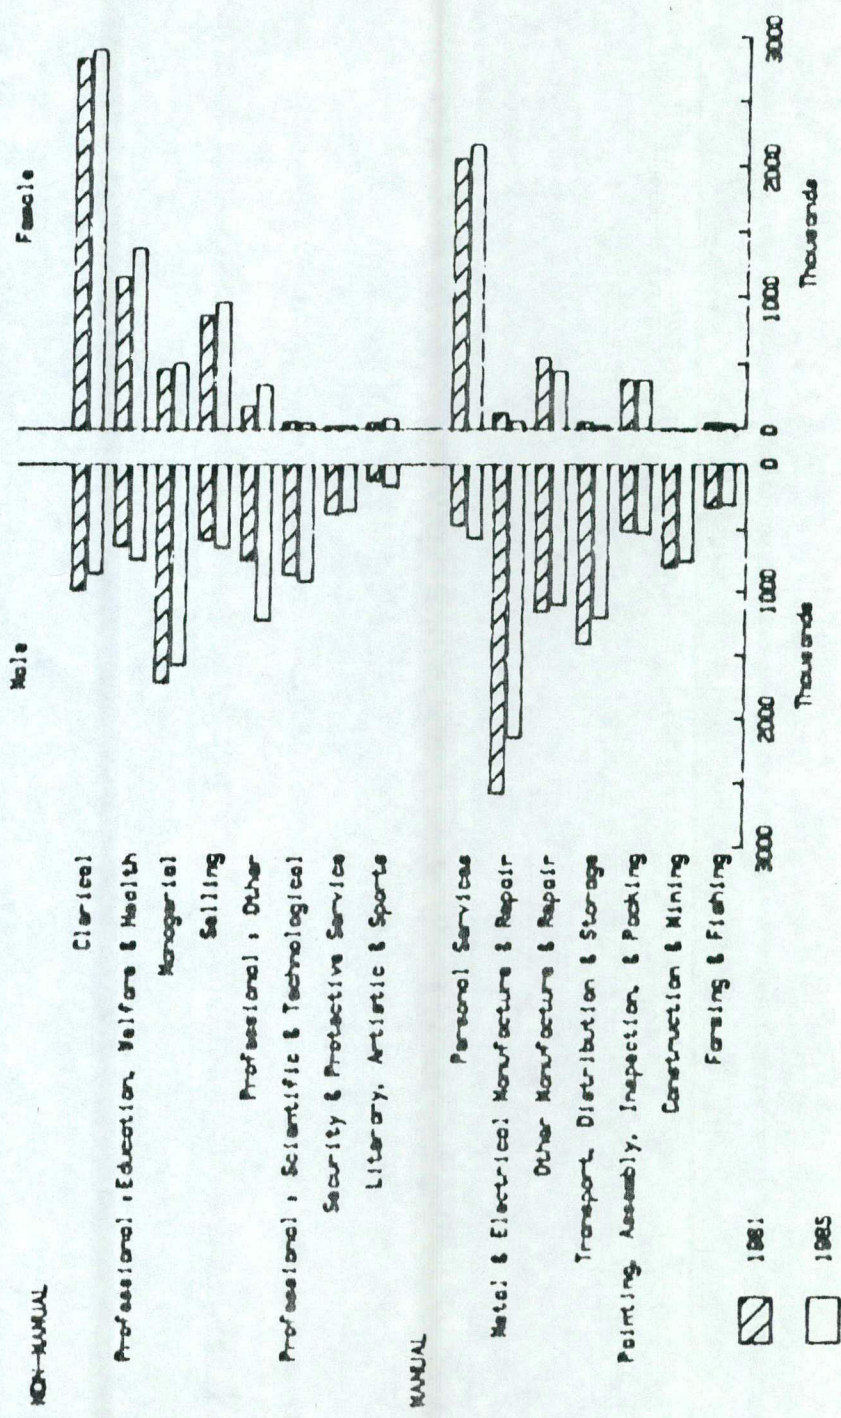 Male
Female
NON-MANUAL
Clerical
Professional : Education, Welfare & Health
Managerial
Selling
Professional : Other
Professional : Scientific & Technological
Security & Protective Service
Literary, Artistic & Sports
MANUAL
Personal Services
Metal & Electrical Manufacture & Repair
Other Manufacture & Repair
Transport, Distribution & Storage
Painting, Assembly, Inspection, & Packing
Construction & Mining
Farming & Fishing
3000 2000 1000 0 0 1000 2000 3000
Thousands
Thousands
1981
1985